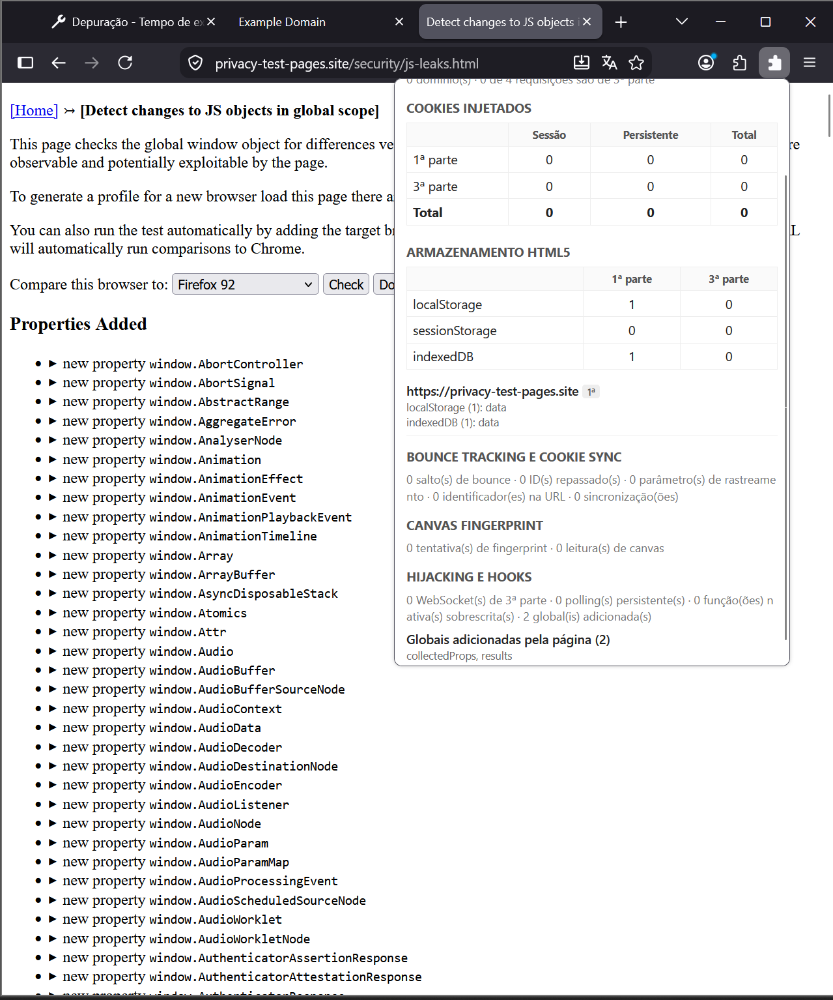 Depuração - Tempo de ex
Example Domain
Detect changes to JS objects i
privacy-test-pages.site/security/js-leaks.html
[Home] ↣ [Detect changes to JS objects in global scope]
This page checks the global window object for differences ve
re
observable and potentially exploitable by the page.
To generate a profile for a new browser load this page there a
You can also run the test automatically by adding the target br
L
will automatically run comparisons to Chrome.
Compare this browser to: Firefox 92 Check Do
Properties Added
• ► new property window.AbortController
• ► new property window.AbortSignal
• ► new property window.AbstractRange
• ► new property window.AggregateError
• ► new property window.AnalyserNode
• ► new property window.Animation
• ► new property window.AnimationEffect
• ► new property window.AnimationEvent
• ► new property window.AnimationPlaybackEvent
• ► new property window.AnimationTimeline
• ► new property window.Array
• ► new property window.ArrayBuffer
• ► new property window.AsyncDisposableStack
• ► new property window.Atomics
• ► new property window.Attr
• ► new property window.Audio
• ► new property window.AudioBuffer
• ► new property window.AudioBufferSourceNode
• ► new property window.AudioContext
• ► new property window.AudioData
• ► new property window.AudioDecoder
• ► new property window.AudioDestinationNode
• ► new property window.AudioEncoder
• ► new property window.AudioListener
• ► new property window.AudioNode
• ► new property window.AudioParam
• ► new property window.AudioParamMap
• ► new property window.AudioProcessingEvent
• ► new property window.AudioScheduledSourceNode
• ► new property window.AudioWorklet
• ► new property window.AudioWorkletNode
• ► new property window.AuthenticatorAssertionResponse
• ► new property window.AuthenticatorAttestationResponse
• ► new property window.AuthenticatorResponse
0 domínio(s) · 0 de 4 requisições são de 3ª parte
COOKIES INJETADOS
Sessão Persistente Total
1ª parte 0 0 0
3ª parte 0 0 0
Total 0 0 0
ARMAZENAMENTO HTML5
1ª parte 3ª parte
localStorage 1 0
sessionStorage 0 0
indexedDB 1 0
https://privacy-test-pages.site 1ª
localStorage (1): data
indexedDB (1): data
BOUNCE TRACKING E COOKIE SYNC
0 salto(s) de bounce · 0 ID(s) repassado(s) · 0 parâmetro(s) de rastreame
nto · 0 identificador(es) na URL · 0 sincronização(ões)
CANVAS FINGERPRINT
0 tentativa(s) de fingerprint · 0 leitura(s) de canvas
HIJACKING E HOOKS
0 WebSocket(s) de 3ª parte · 0 polling(s) persistente(s) · 0 função(ões) n
ativa(s) sobrescrita(s) · 2 global(is) adicionada(s)
Globais adicionadas pela página (2)
collectedProps, results